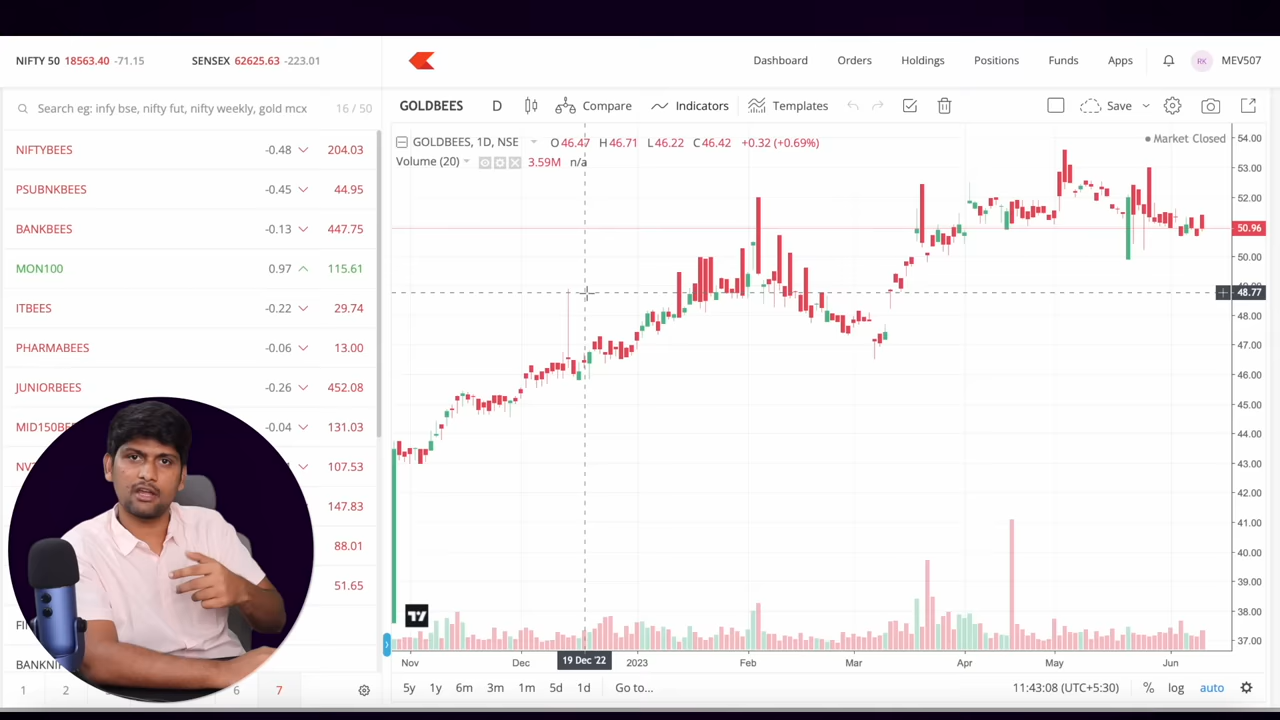 NIFTY 50 18563.40 -71.15 SENSEX 62625.63 -223.01
Dashboard Orders Holdings Positions Funds Apps RK MEV507
Search eg: infy bse, nifty fut, nifty weekly, gold mcx 16 / 50
GOLDBEES D Compare Indicators Templates Save
NIFTYBEES -0.48 204.03
PSUBNKBEES -0.45 44.95
BANKBEES -0.13 447.75
MON100 0.97 115.61
ITBEES -0.22 29.74
PHARMABEES -0.06 13.00
JUNIORBEES -0.26 452.08
-0.04 131.03
107.53
147.83
88.01
51.65
1 2 6 7
GOLDBEES, 1D, NSE O 46.47 H 46.71 L 46.22 C 46.42 +0.32 (+0.69%)
Market Closed
Volume (20) 3.59M n/a
54.00
53.00
52.00
51.00
50.96
50.00
48.77
48.00
47.00
46.00
45.00
44.00
43.00
42.00
41.00
40.00
39.00
38.00
37.00
Nov Dec 19 Dec '22 2023 Feb Mar Apr May Jun
5y 1y 6m 3m 1m 5d 1d Go to... 11:43:08 (UTC+5:30) % log auto